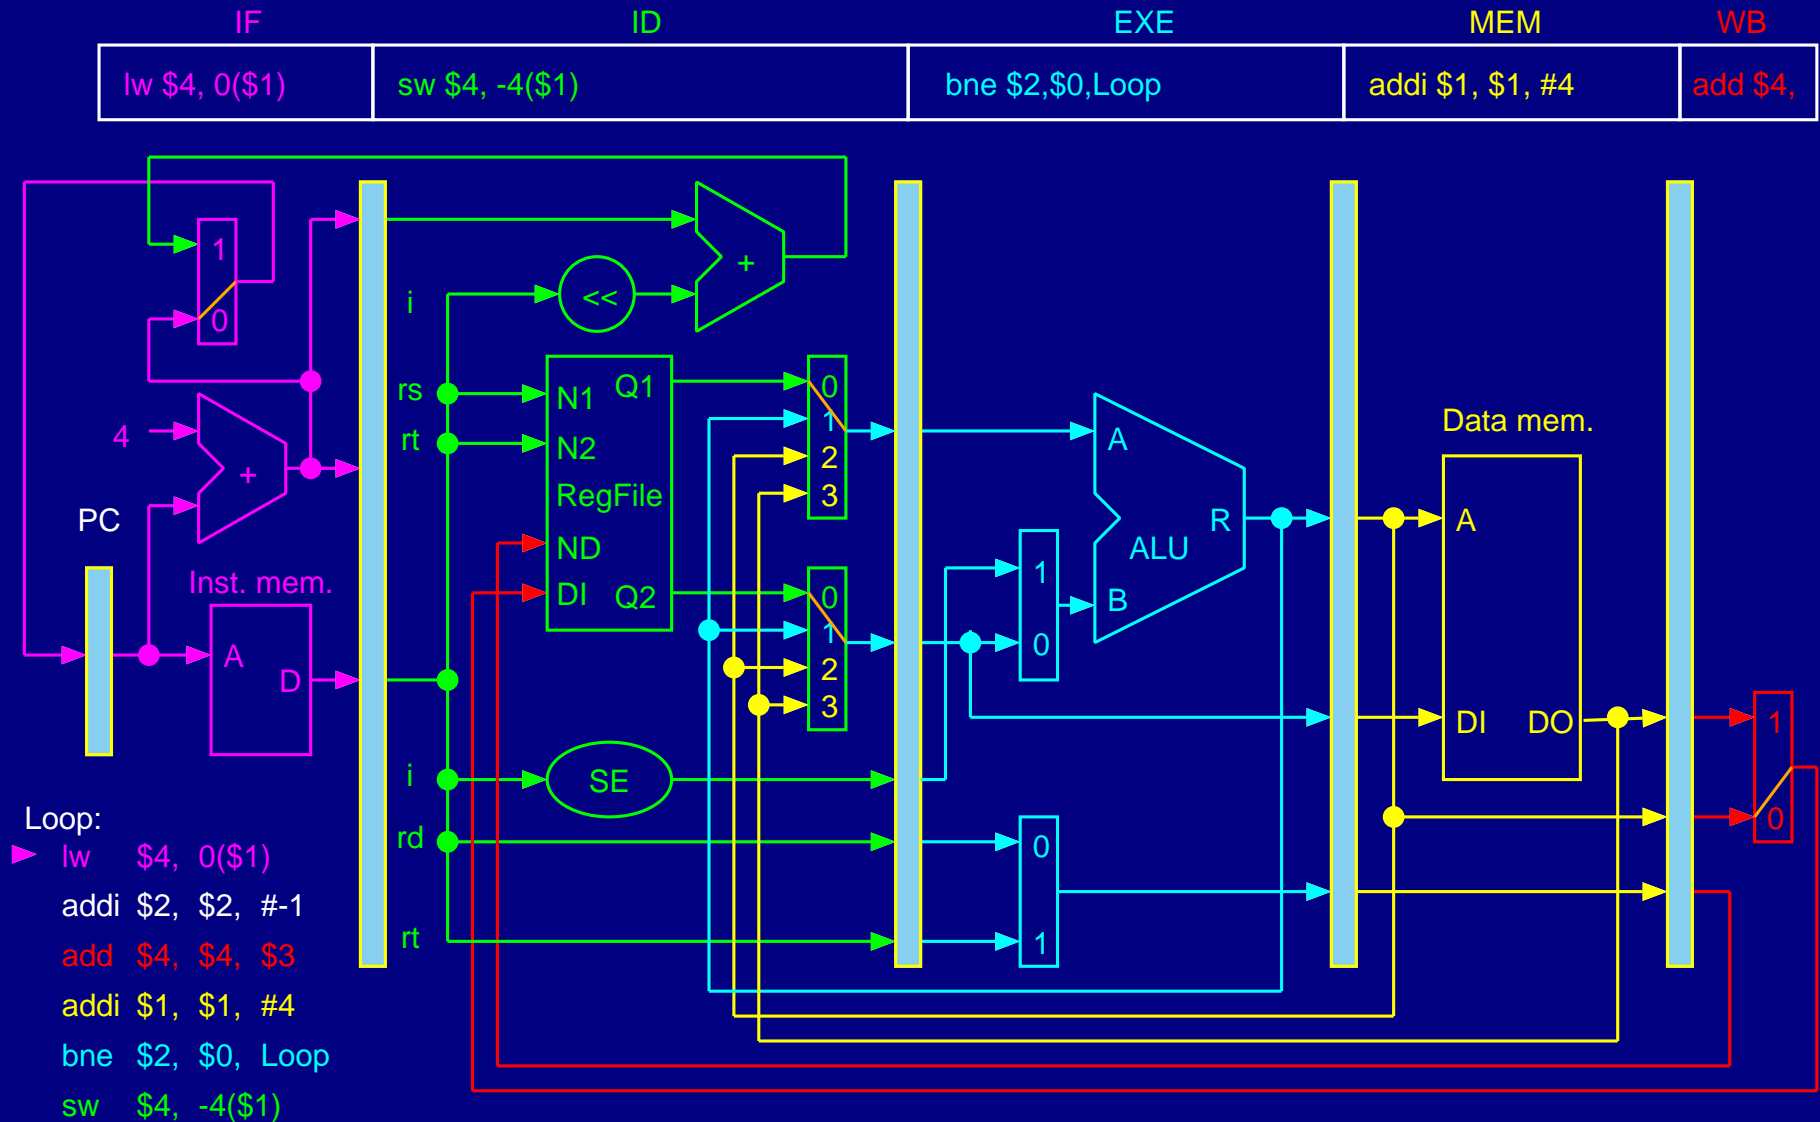 IF ID EXE MEM WB
lw $4, 0($1) sw $4, -4($1) bne $2,$0,Loop addi $1, $1, #4 add $4,
1
0
4
+
PC
Inst. mem.
A
D
i
<<
+
rs
rt
N1 Q1
N2
RegFile
ND
DI Q2
0
1
2
3
0
1
2
3
i
SE
rd
rt
1
0
0
1
A
R
ALU
B
Data mem.
A
DI DO
1
0
Loop:
lw $4, 0($1)
addi $2, $2, #-1
add $4, $4, $3
addi $1, $1, #4
bne $2, $0, Loop
sw $4, -4($1)